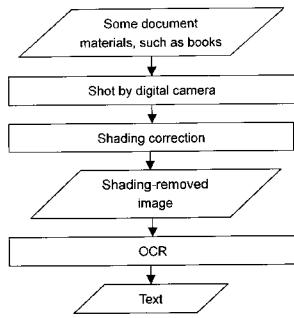 Some document
materials, such as books
Shot by digital camera
Shading correction
Shading-removed
image
OCR
Text